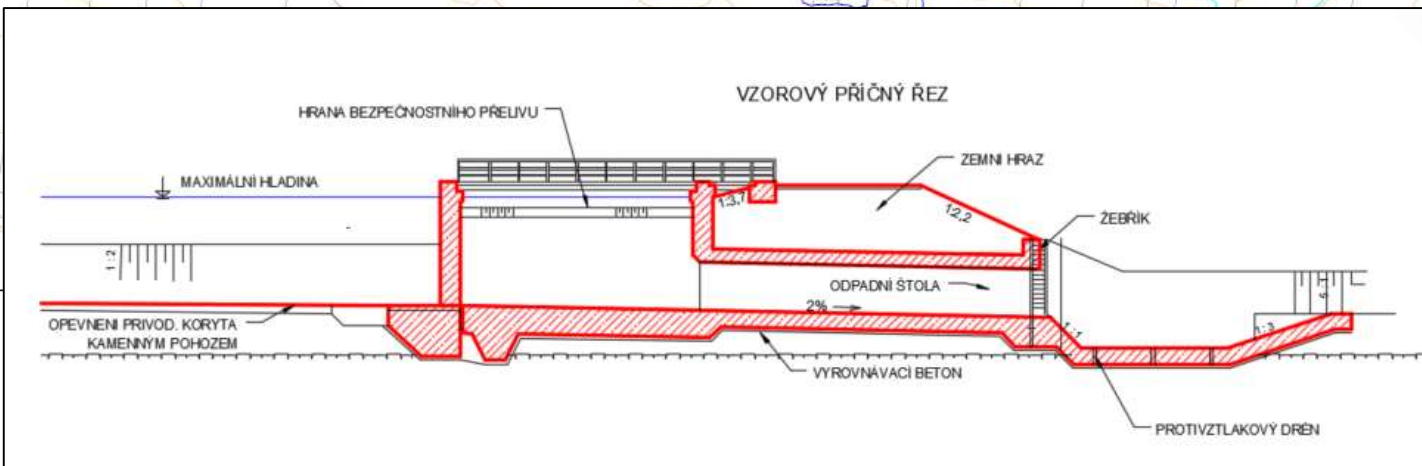 VZOROVÝ PŘÍČNÝ ŘEZ
HRANA BEZPEČNOSTNÍHO PŘELIVU
ZEMNI HRAZ
MAXIMÁLNÍ HLADINA
1:3,7
1:2,2
ŽEBŘÍK
1:2
ODPADNÍ ŠTOLA
2%
OPEVNENI PRIVOD. KORYTA
KAMENNÝM POHOZEM
1:1
1:3
VYROVNÁVACÍ BETON
PROTIVZTLAKOVÝ DRÉN